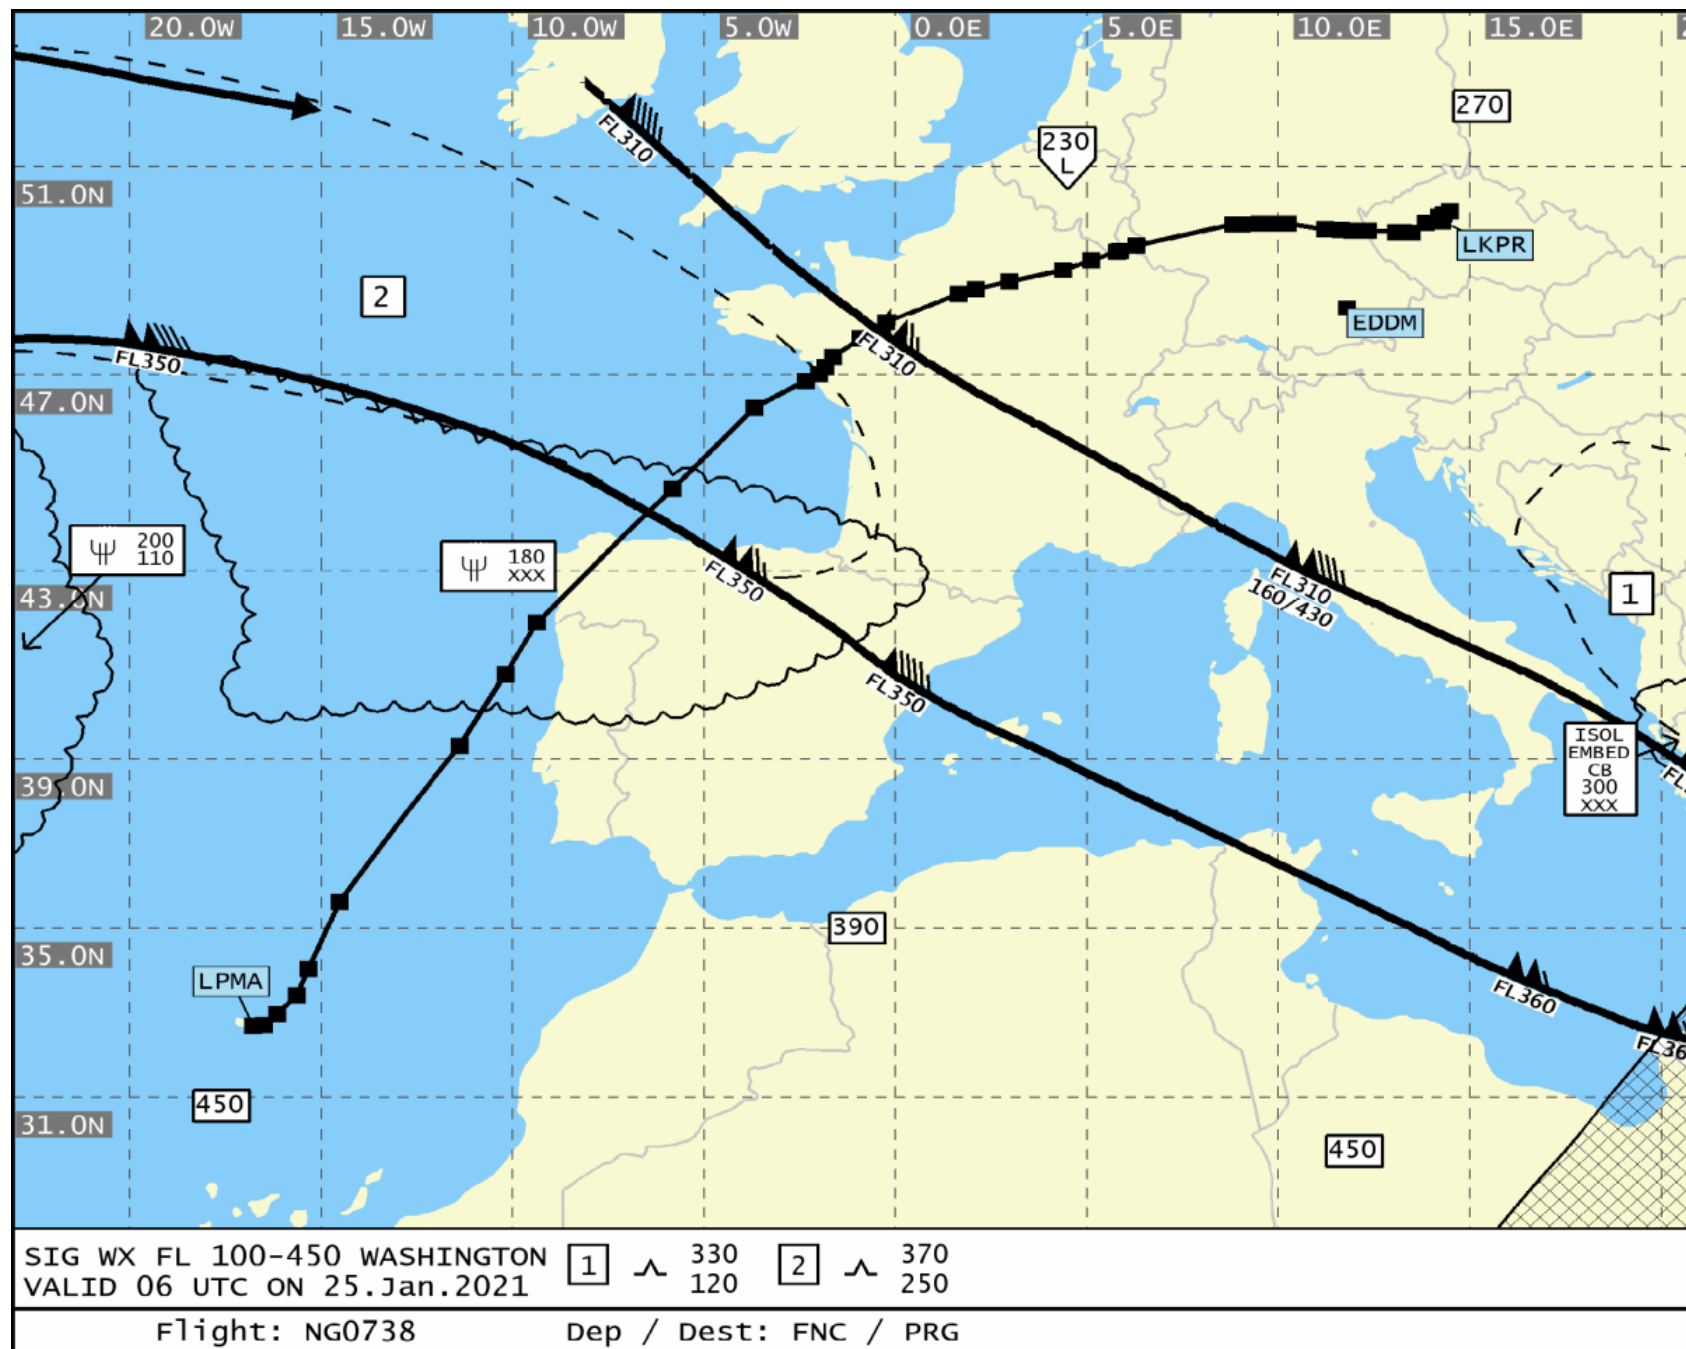 20.0W 15.0W 10.0W 5.0W 0.0E 5.0E 10.0E 15.0E 2
270
FL310
230
L
51.0N
LKPR
2
EDDM
FL310
FL350
47.0N
200
110
180
XXX
FL350
FL310
160/430
43.0N
1
FL350
ISOL
EMBED
CB
300
XXX
FL
39.0N
390
35.0N
LPMA
FL360
FL36
450
31.0N
450
SIG WX FL 100-450 WASHINGTON
VALID 06 UTC ON 25.Jan.2021
1 330
120
2 370
250
Flight: NG0738 Dep / Dest: FNC / PRG